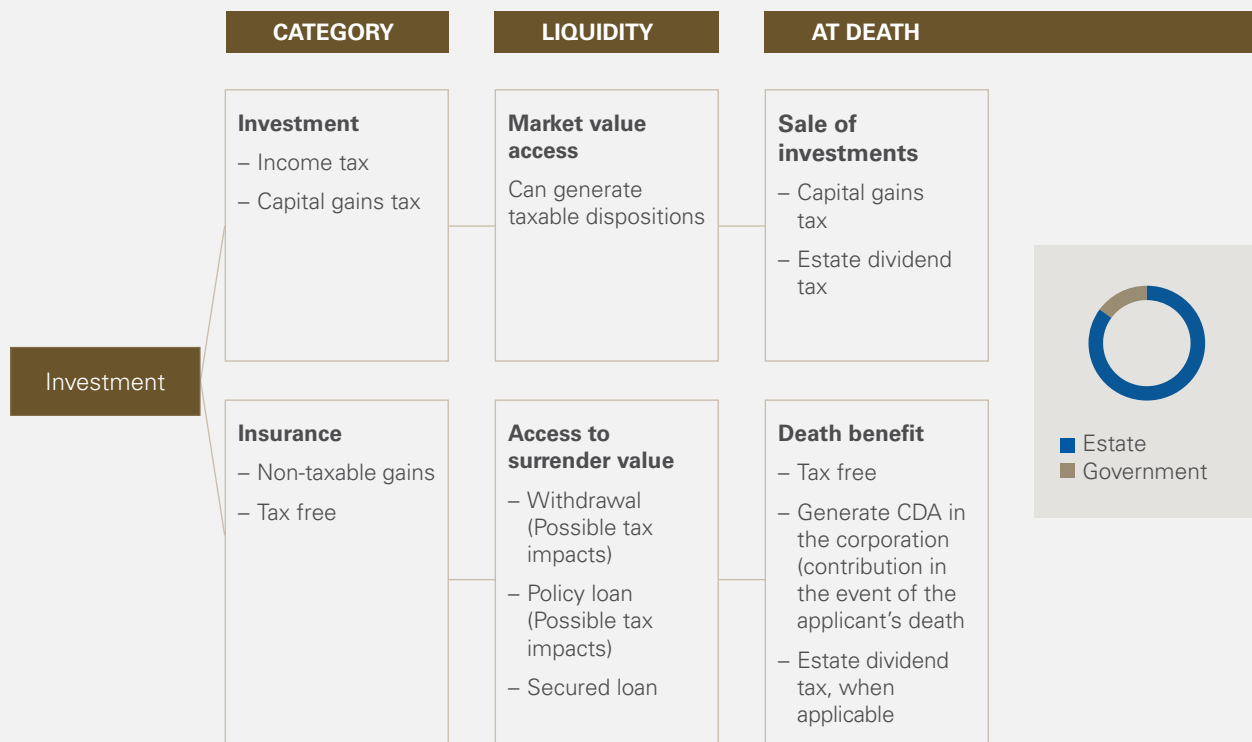 CATEGORY
LIQUIDITY
AT DEATH
Investment
Investment
– Income tax
– Capital gains tax
Market value
access
Can generate
taxable dispositions
Sale of
investments
– Capital gains
tax
– Estate dividend
tax
Insurance
– Non-taxable gains
– Tax free
Access to
surrender value
– Withdrawal
(Possible tax
impacts)
– Policy loan
(Possible tax
impacts)
– Secured loan
Death benefit
– Tax free
– Generate CDA in
the corporation
(contribution in
the event of the
applicant’s death
– Estate dividend
tax, when
applicable
Estate
Government